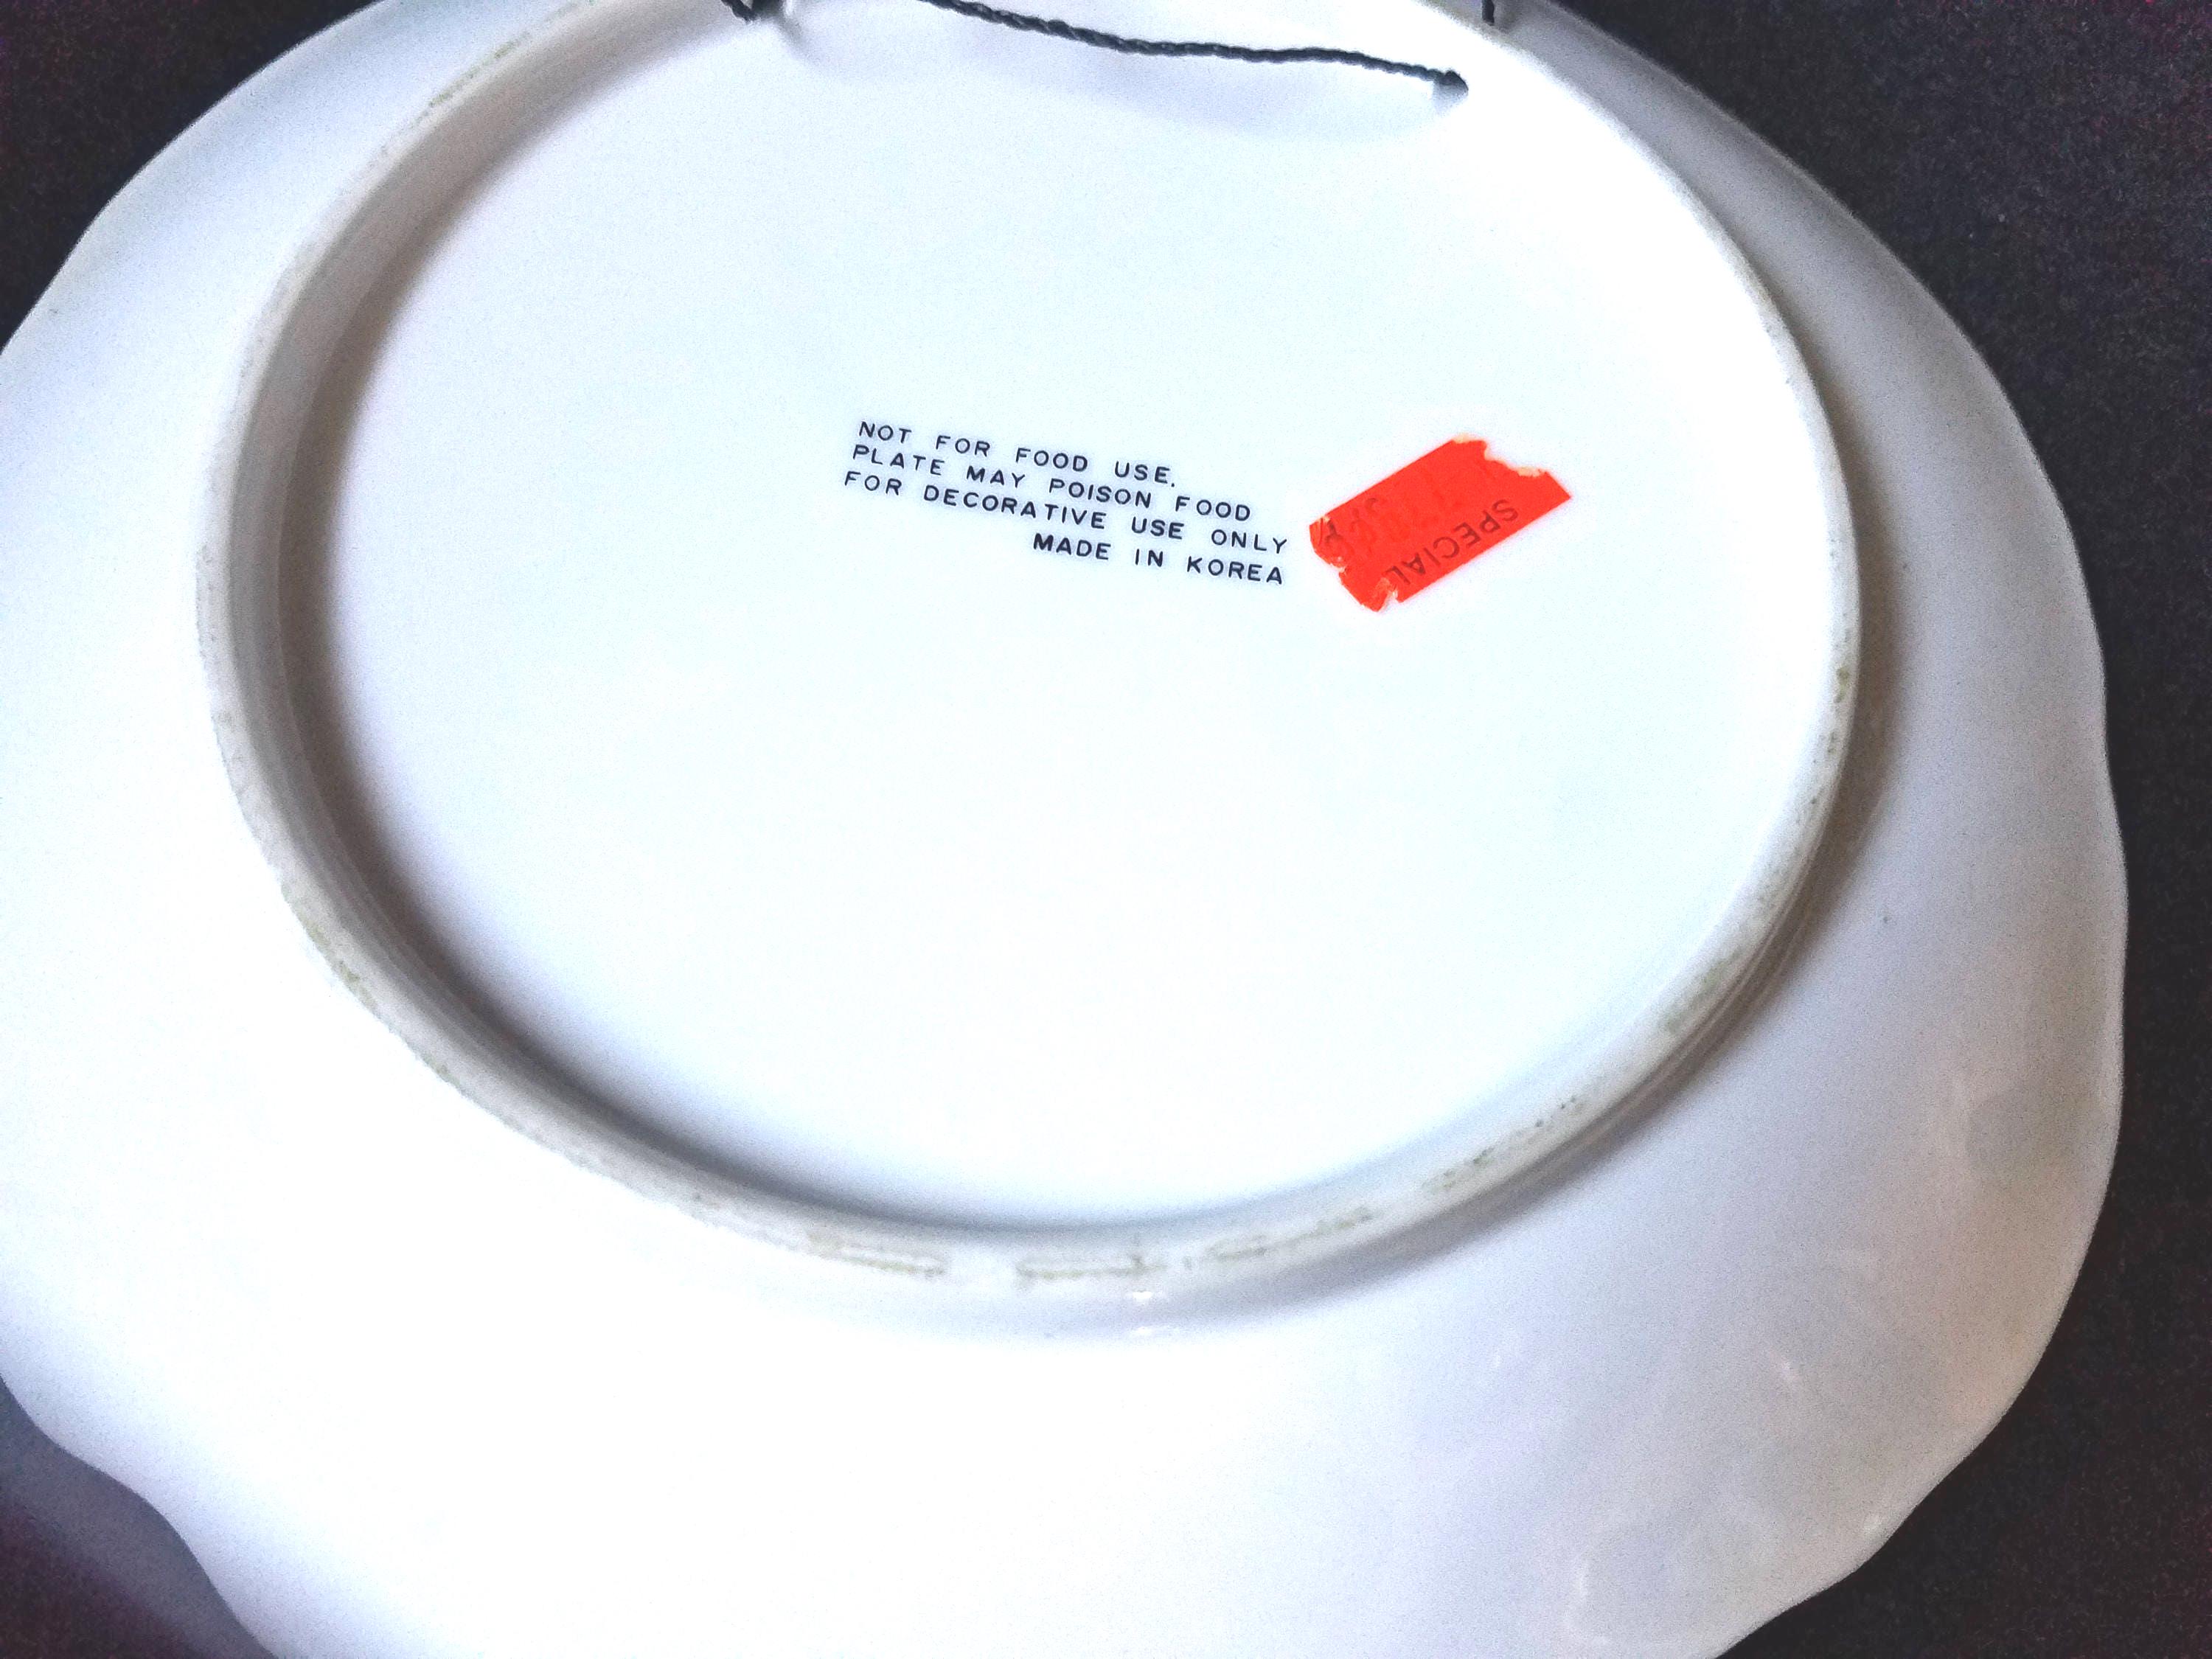 NOT FOR FOOD USE.
PLATE MAY POISON FOOD
FOR DECORATIVE USE ONLY
MADE IN KOREA
SPECIAL